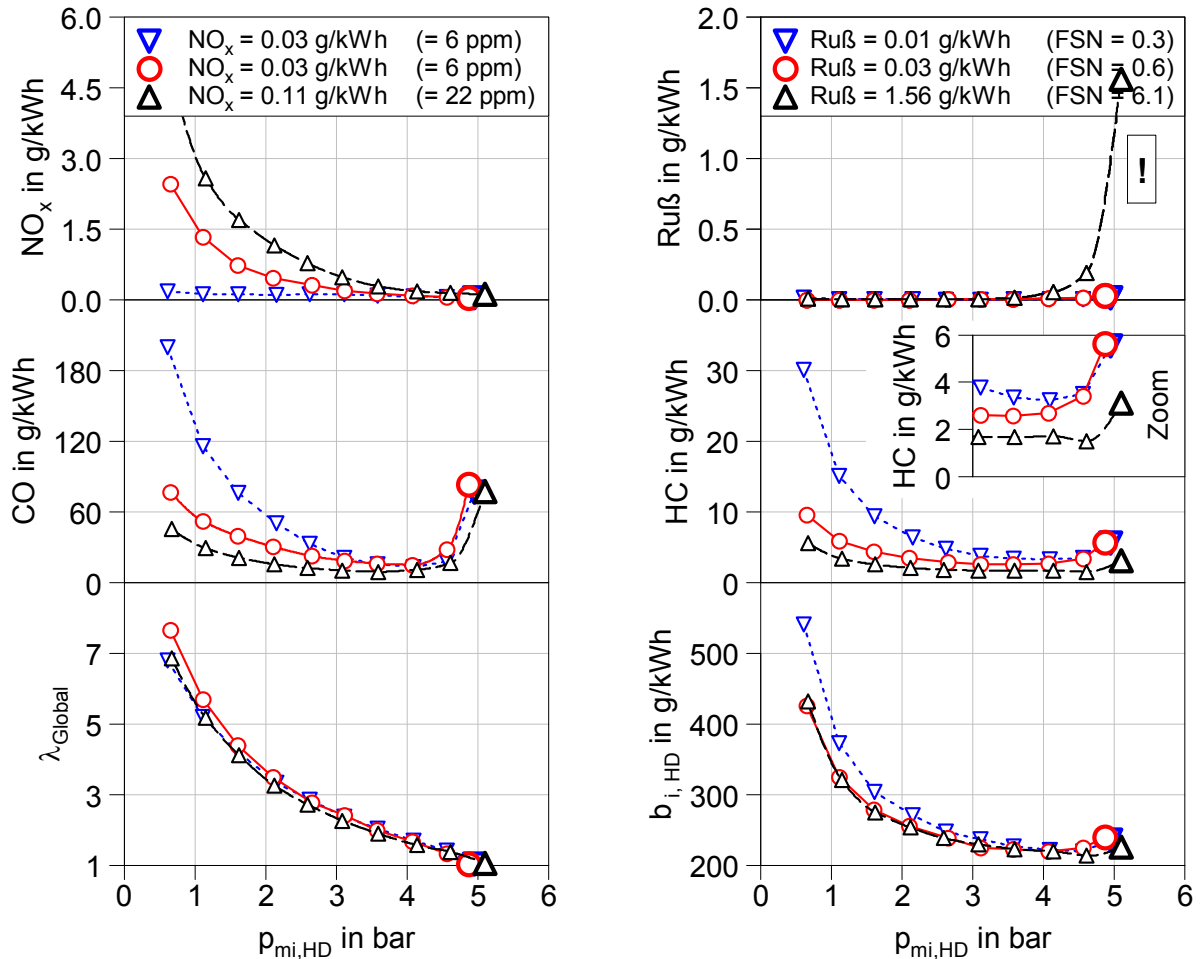 6.0
4.5
3.0
1.5
0.0
NOₓ in g/kWh
NOₓ = 0.03 g/kWh (= 6 ppm)
NOₓ = 0.03 g/kWh (= 6 ppm)
NOₓ = 0.11 g/kWh (= 22 ppm)
180
120
60
0
CO in g/kWh
7
5
3
1
λGlobal
0 1 2 3 4 5 6
pmi,HD in bar
2.0
1.5
1.0
0.5
0.0
Ruß in g/kWh
Ruß = 0.01 g/kWh (FSN = 0.3)
Ruß = 0.03 g/kWh (FSN = 0.6)
Ruß = 1.56 g/kWh (FSN = 6.1)
!
30
20
10
0
HC in g/kWh
6
4
2
0
HC in g/kWh
Zoom
500
400
300
200
bi, HD in g/kWh
0 1 2 3 4 5 6
pmi,HD in bar